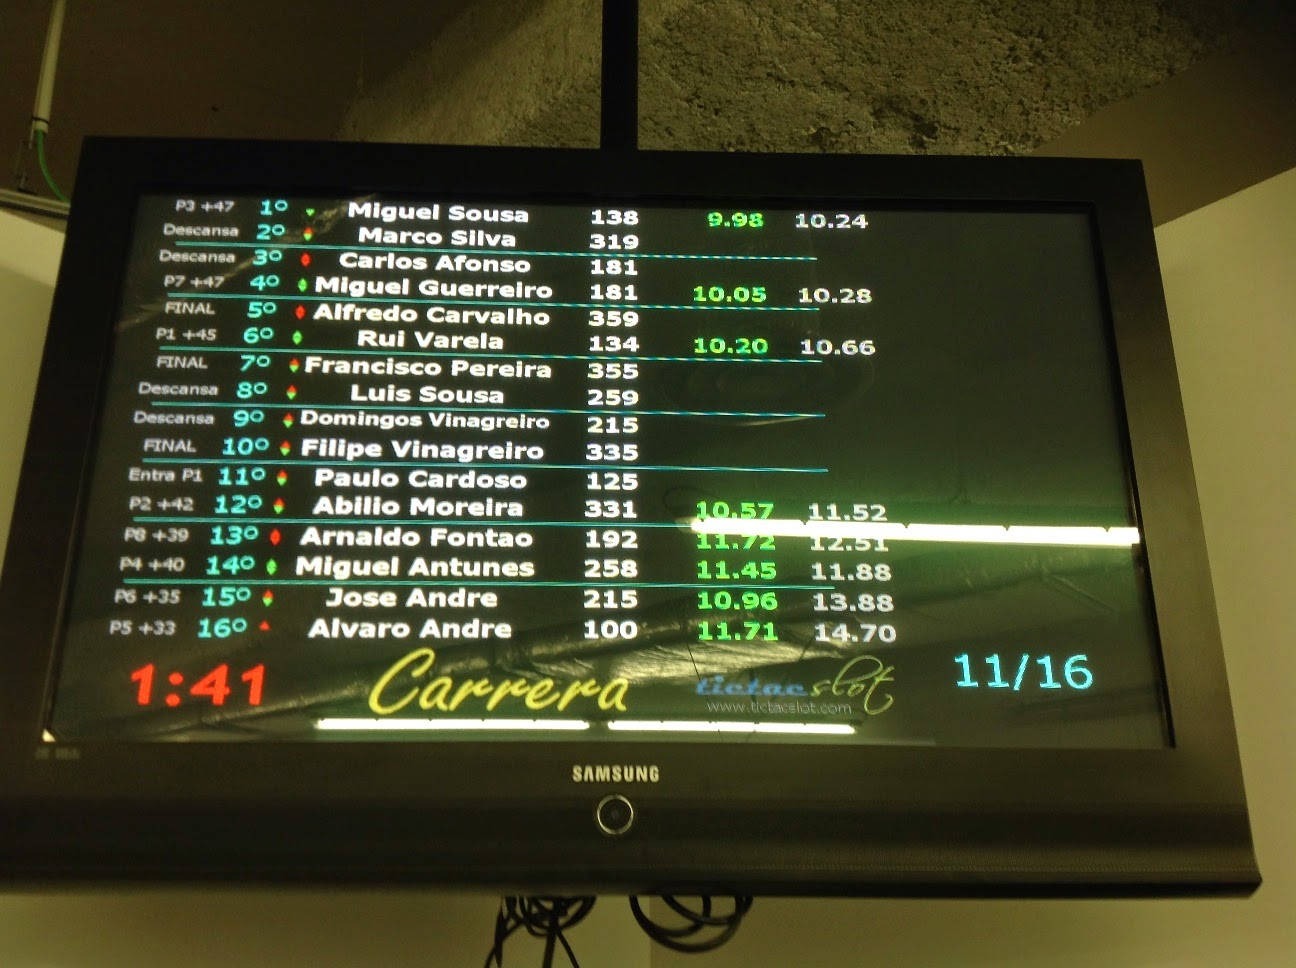 P3 +47 1º Miguel Sousa 138 9.98 10.24
Descansa 2º Marco Silva 319
Descansa 3º Carlos Afonso 181
P7 +47 4º Miguel Guerreiro 181 10.05 10.28
FINAL 5º Alfredo Carvalho 359
P1 +45 6º Rui Varela 134 10.20 10.66
FINAL 7º Francisco Pereira 355
Descansa 8º Luis Sousa 259
Descansa 9º Domingos Vinagreiro 215
FINAL 10º Filipe Vinagreiro 335
Entra P1 11º Paulo Cardoso 125
P2 +42 12º Abilio Moreira 331 10.57 11.52
P8 +39 13º Arnaldo Fontao 192 11.72 12.51
P4 +40 14º Miguel Antunes 258 11.45 11.88
P6 +35 15º Jose Andre 215 10.96 13.88
P5 +33 16º Alvaro Andre 100 11.71 14.70
1:41 Carrera tictacslot 11/16
www.tictacslot.com
SAMSUNG